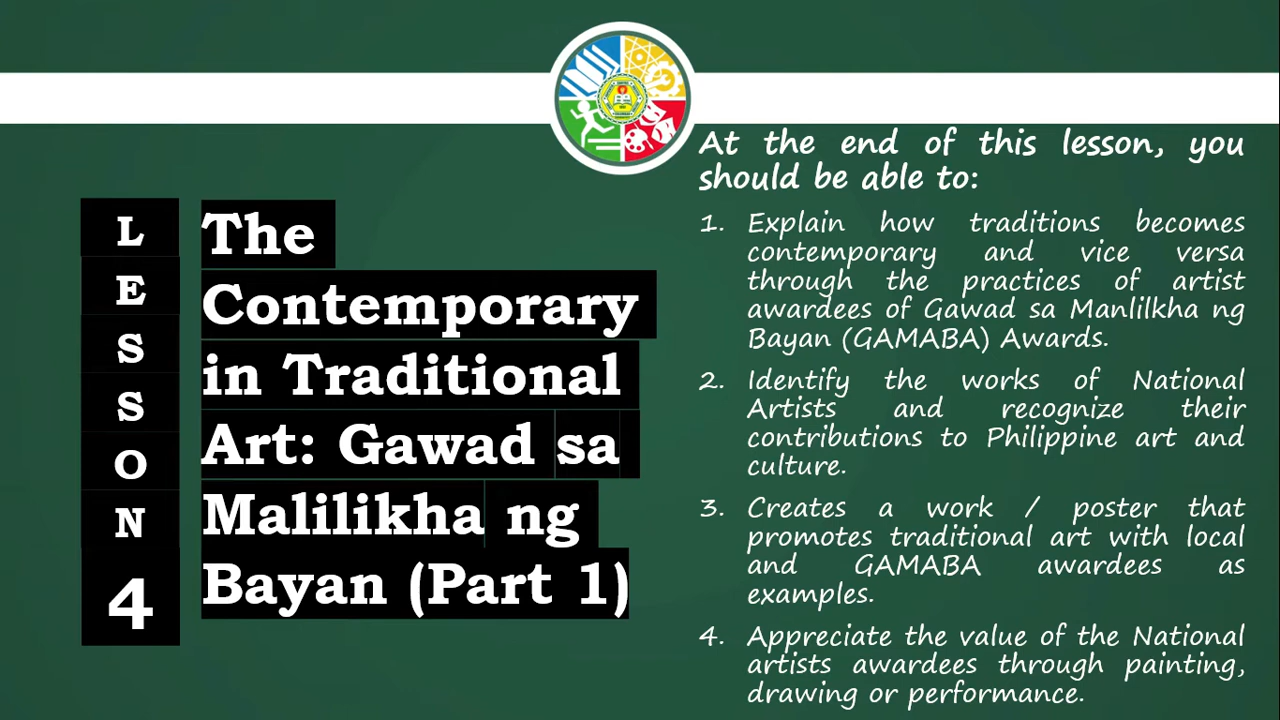 LESSON 4
The
Contemporary
in Traditional
Art: Gawad sa
Malilikha ng
Bayan (Part 1)
At the end of this lesson, you
should be able to:
1. Explain how traditions becomes
contemporary and vice versa
through the practices of artist
awardees of Gawad sa Manlilkha ng
Bayan (GAMABA) Awards.
2. Identify the works of National
Artists and recognize their
contributions to Philippine art and
culture.
3. Creates a work / poster that
promotes traditional art with local
and GAMABA awardees as
examples.
4. Appreciate the value of the National
artists awardees through painting,
drawing or performance.